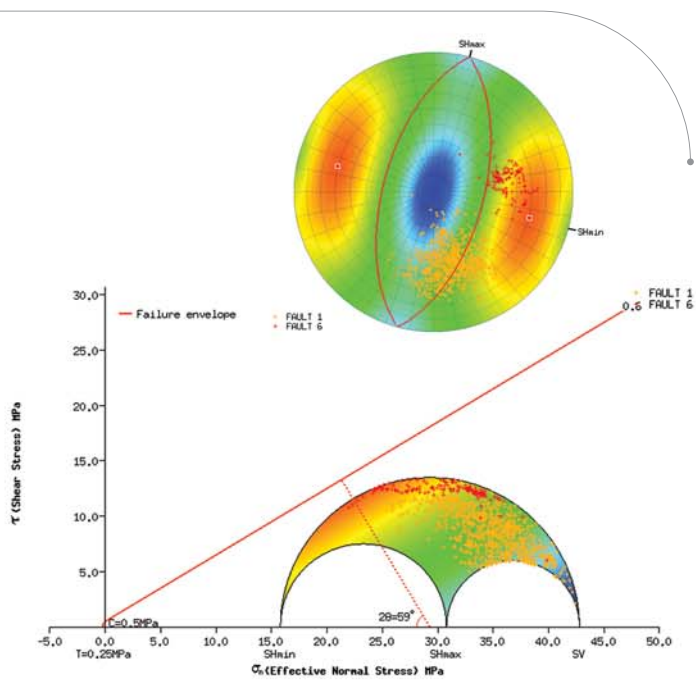 SHmax
SHmin
30.0
25.0
20.0
15.0
10.0
5.0
τ(Shear Stress) MPa
Failure envelope
FAULT 1
FAULT 6
FAULT 1
0.6 FAULT 6
C=0.5MPa
2θ=59°
-5.0 0.0 5.0 10.0 15.0 20.0 25.0 30.0 35.0 40.0 45.0 50.0
T=0.25MPa SHmin SHmax SV
σn(Effective Normal Stress) MPa